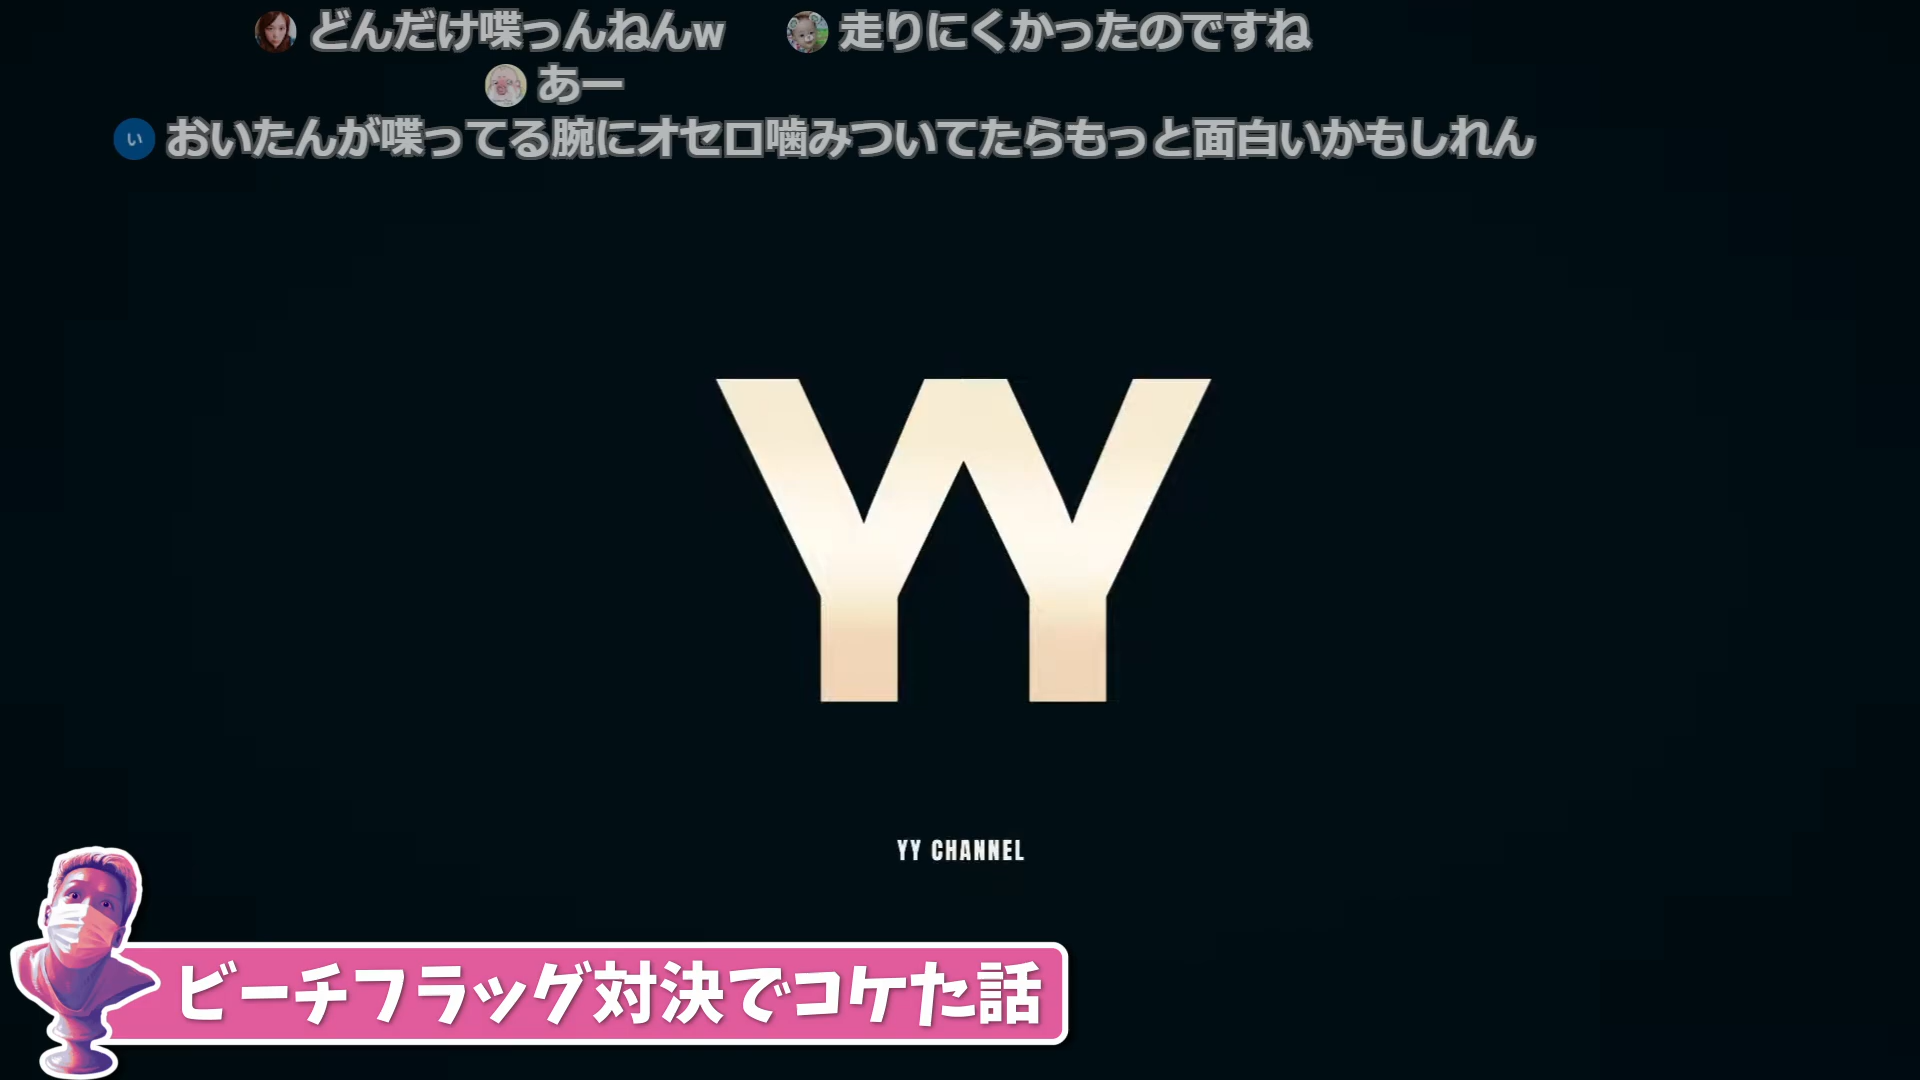 どんだけ喋っんねんw 走りにくかったのですね
あー
い おいたんが喋ってる腕にオセロ噛みついてたらもっと面白いかもしれん
YY
YY CHANNEL
ビーチフラッグ対決でコケた話